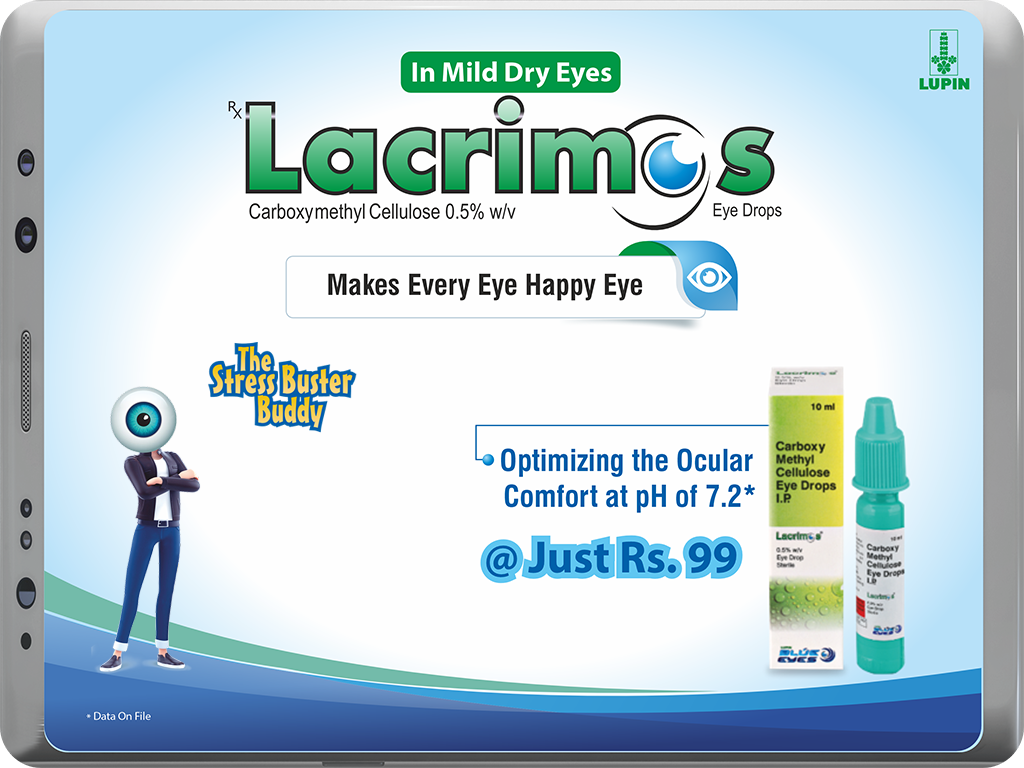 In Mild Dry Eyes
LUPIN
Rx
Lacrimos
Carboxymethyl Cellulose 0.5% w/v
Eye Drops
Makes Every Eye Happy Eye
The
Stress Buster
Buddy
Optimizing the Ocular
Comfort at pH of 7.2*
@ Just Rs. 99
Lacrimos
10 ml
Carboxy
Methyl
Cellulose
Eye Drops
I.P.
Lacrimos
0.5% w/v
Eye Drop
Sterile
BLUE
EYES
10 ml
Carboxy
Methyl
Cellulose
Eye Drops
I.P.
Lacrimos
BLUE
EYES
* Data On File